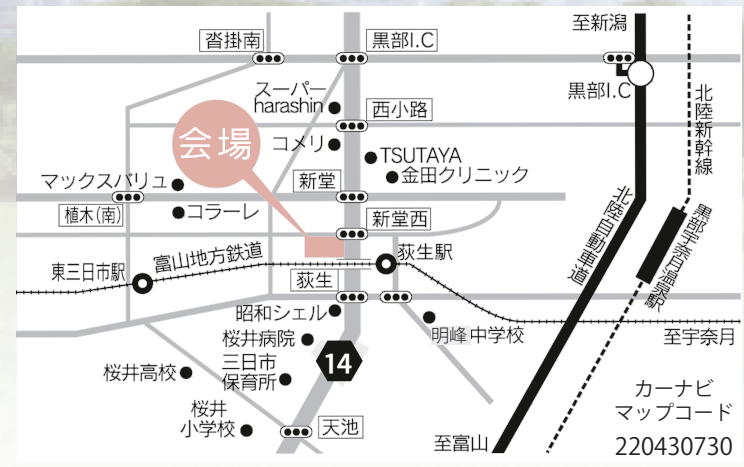 至新潟
沓掛南
黒部I.C
黒部I.C
スーパー
harashin
西小路
北陸新幹線
会場
コメリ
TSUTAYA
金田クリニック
マックスバリュ
新堂
植木(南)
コラーレ
新堂西
北陸自動車道
黒部宇奈月温泉駅
富山地方鉄道
荻生駅
東三日市駅
荻生
昭和シェル
桜井病院
明峰中学校
至宇奈月
14
三日市
保育所
桜井高校
桜井
小学校
天池
至富山
カーナビ
マップコード
220430730